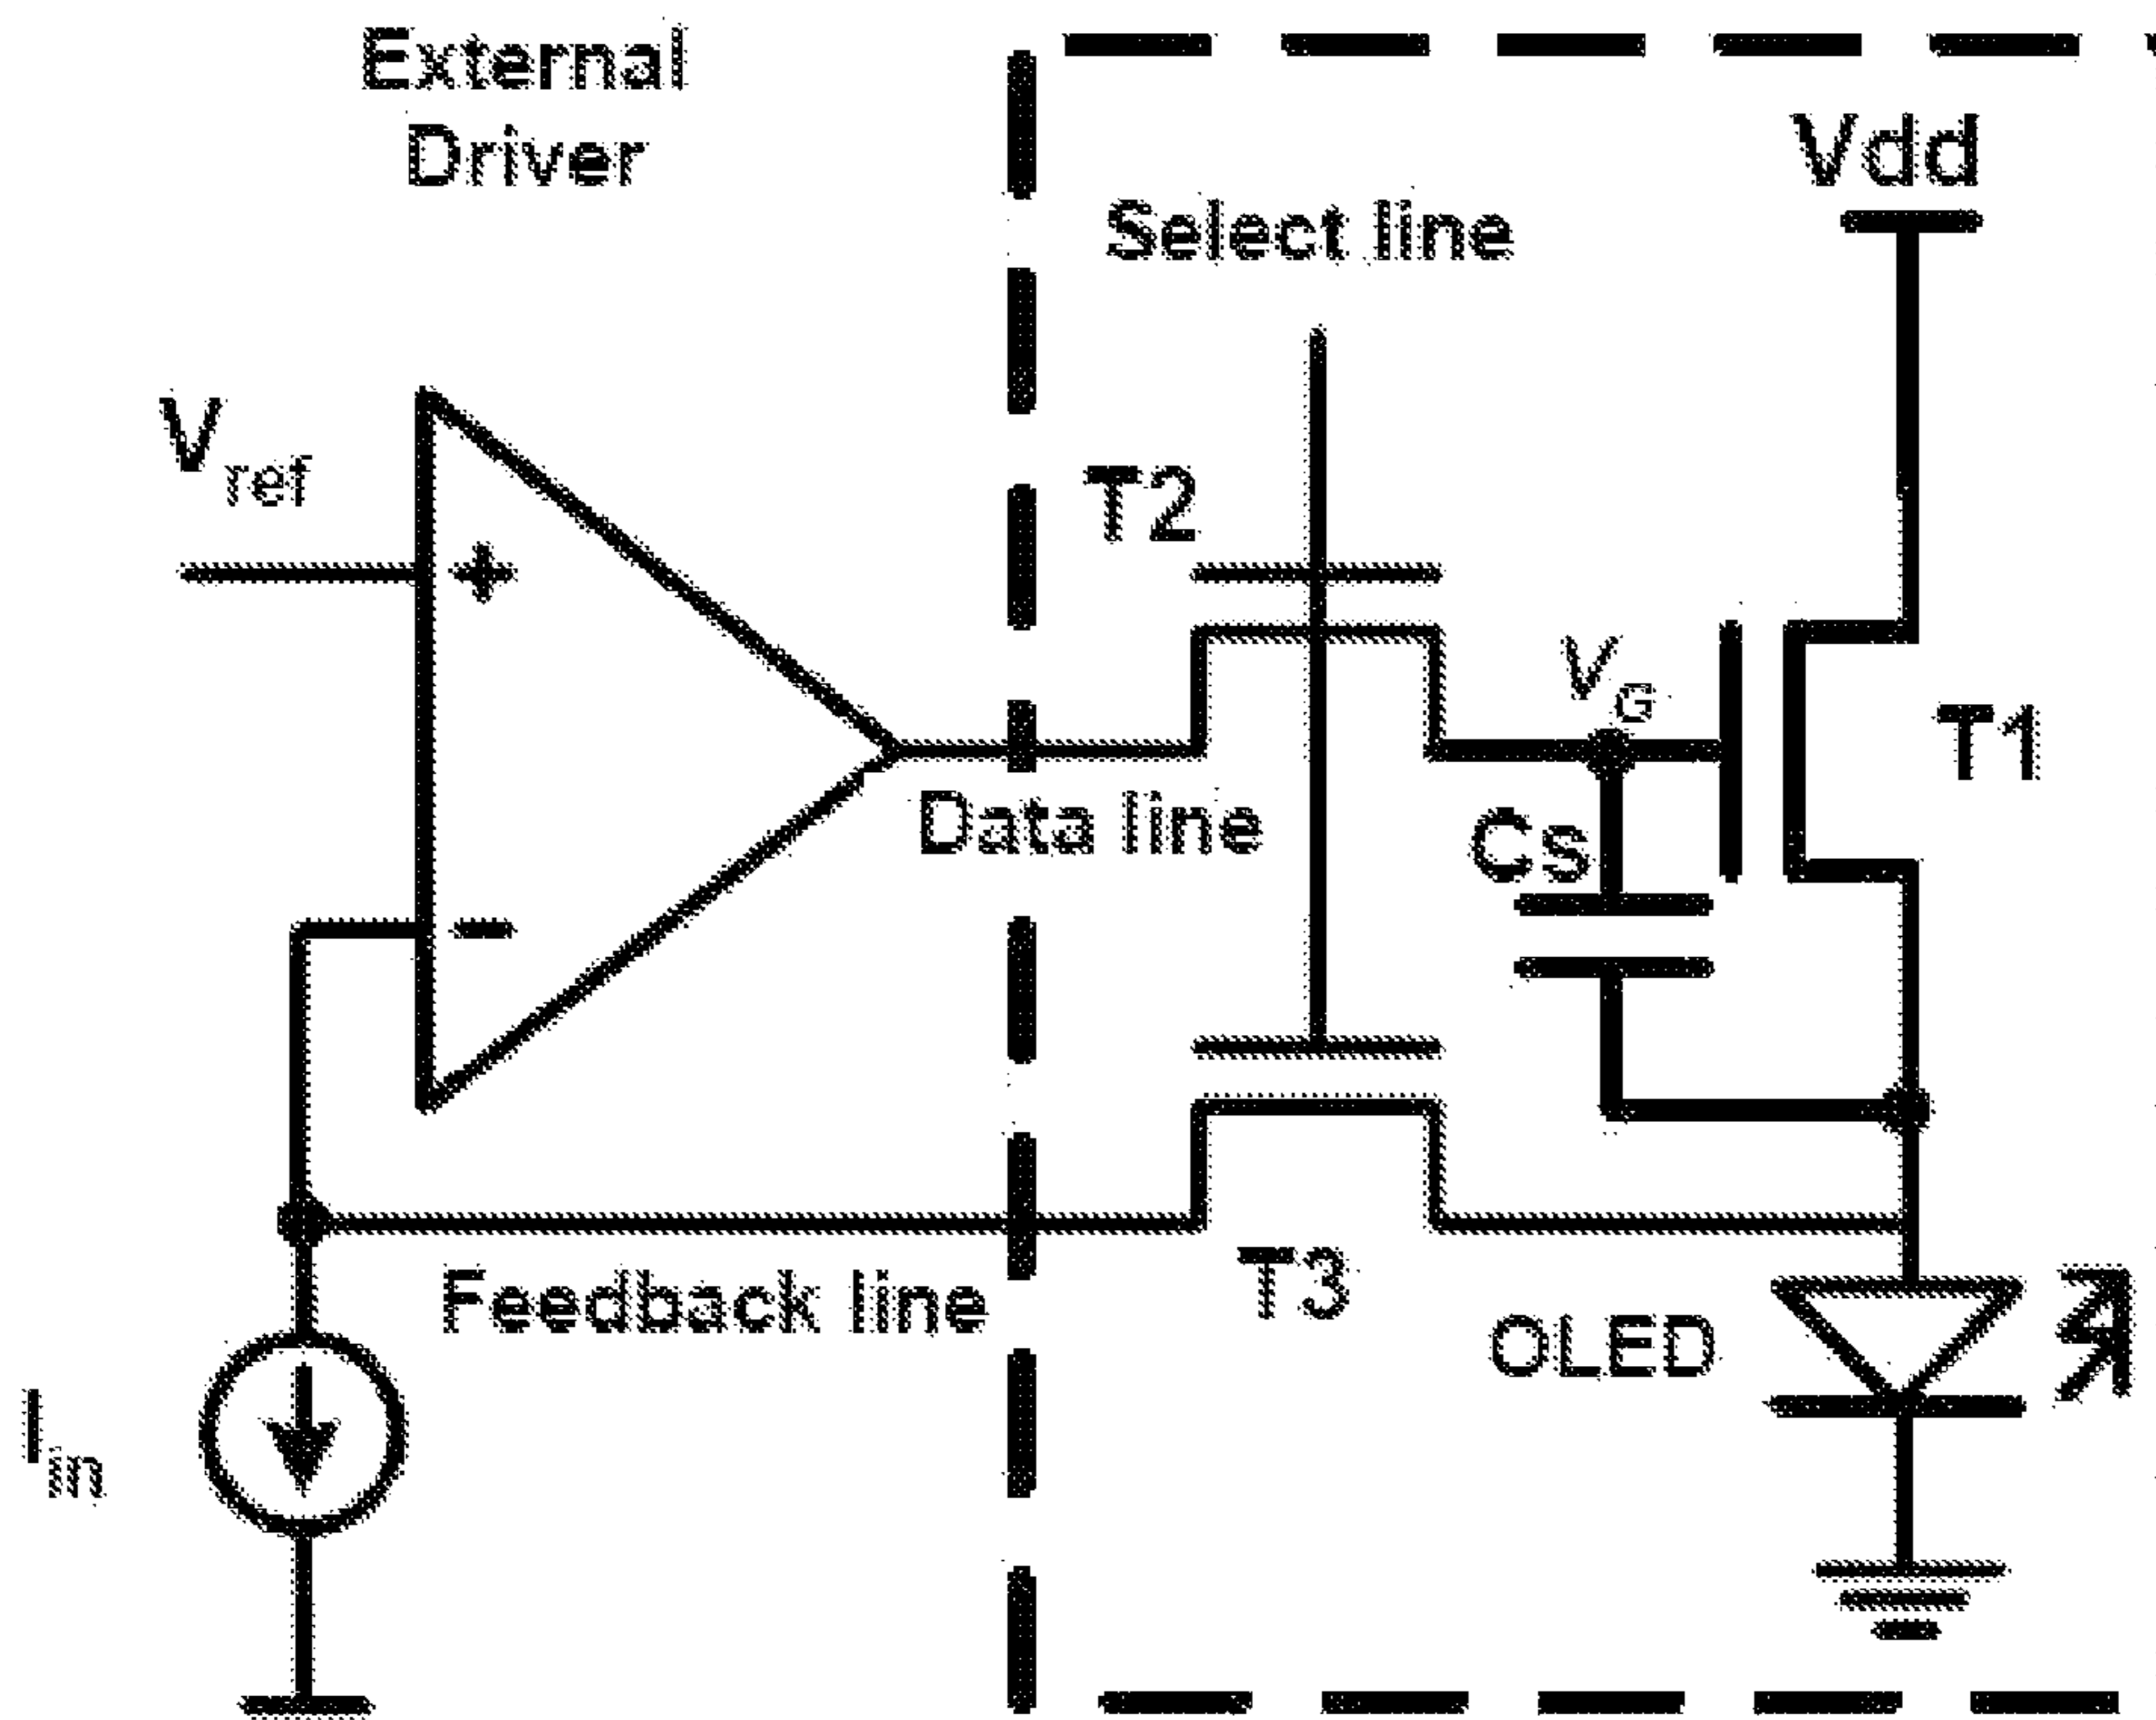 External
Driver
Vdd
Select line
Vref
T2
+
VG
T1
Data line
Cs
-
Feedback line
T3
OLED
Iin